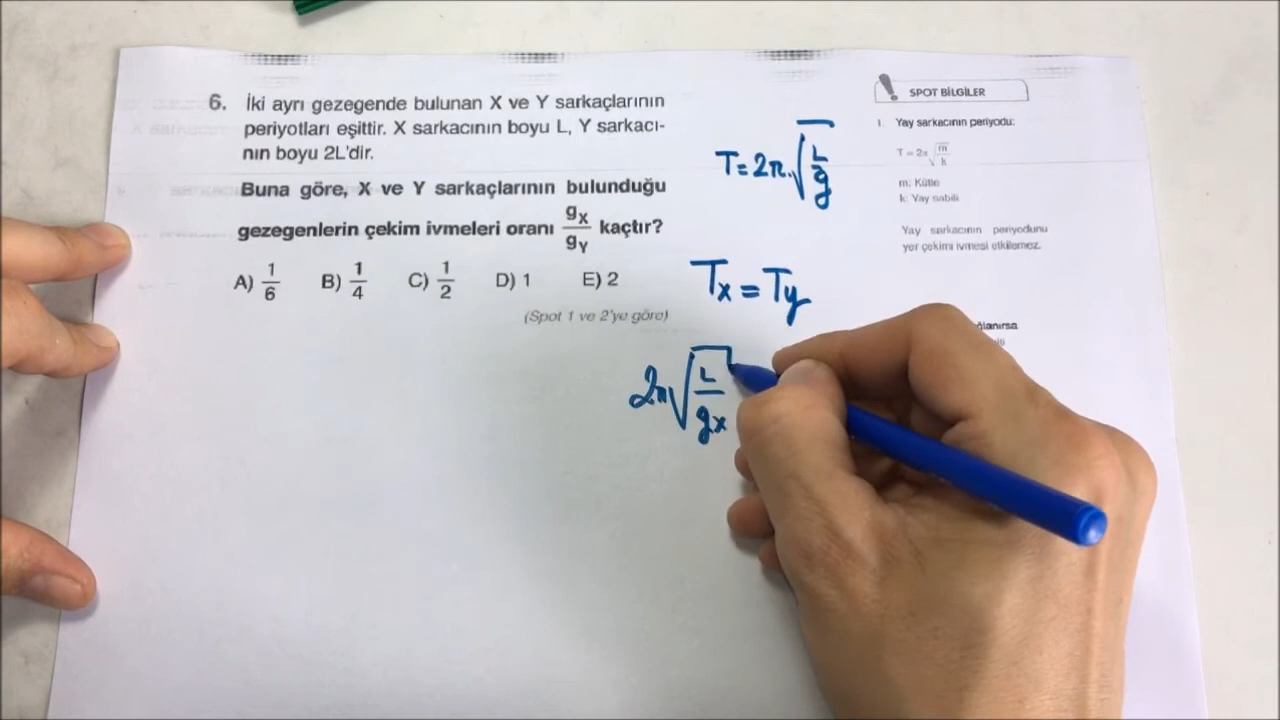 6. İki ayrı gezegende bulunan X ve Y sarkaçlarının
periyotları eşittir. X sarkacının boyu L, Y sarkacı-
nın boyu 2L'dir.
Buna göre, X ve Y sarkaçlarının bulunduğu
gezegenlerin çekim ivmeleri oranı gX/gY kaçtır?
A) 1/6 B) 1/4 C) 1/2 D) 1 E) 2
(Spot 1 ve 2'ye göre)
T=2π.√(L/g)
Tx=Ty
2π√(L/gx)
SPOT BİLGİLER
1. Yay sarkacının periyodu:
T=2π√(m/k)
m: Kütle
k: Yay sabiti
Yay sarkacının periyodunu
yer çekimi ivmesi etkilemez.